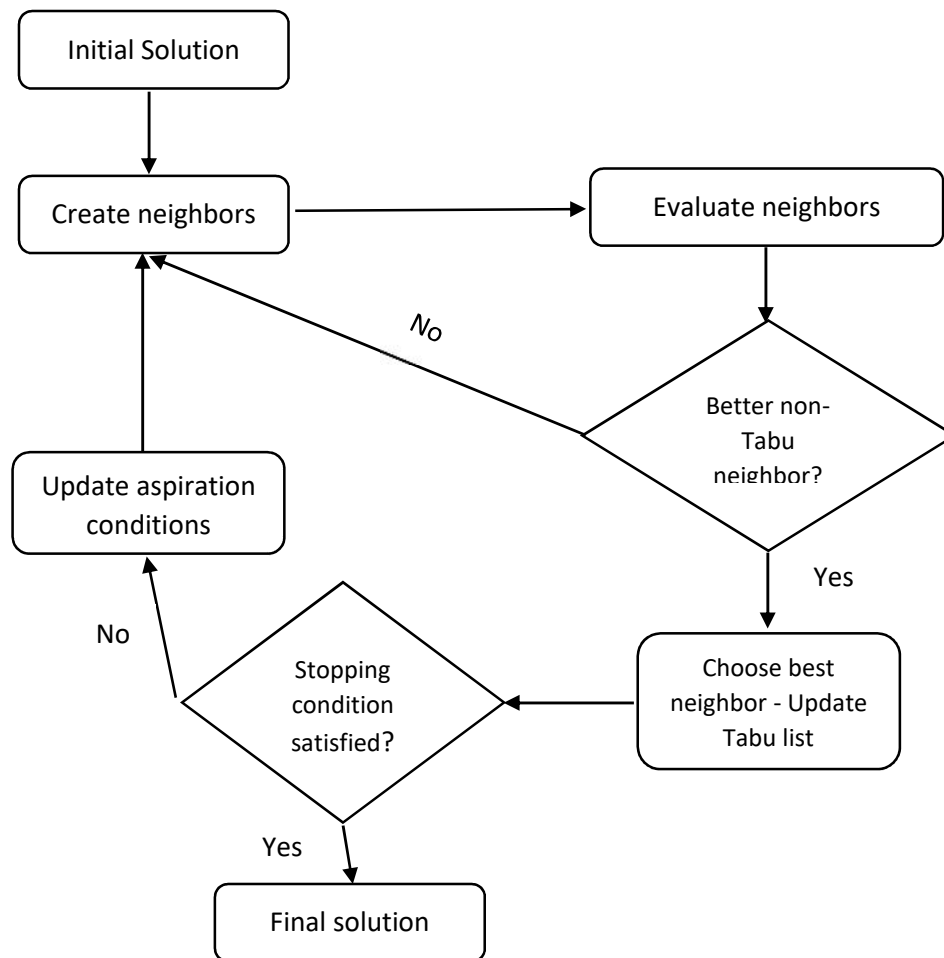 Initial Solution
Create neighbors
Evaluate neighbors
No
Better non-
Tabu
neighbor?
Update aspiration
conditions
Yes
No
Stopping
condition
satisfied?
Choose best
neighbor - Update
Tabu list
Yes
Final solution